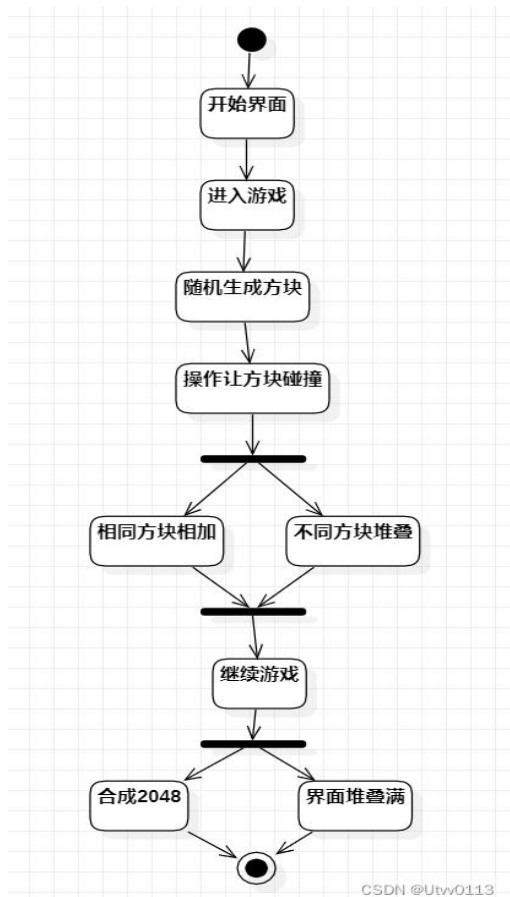 开始界面
进入游戏
随机生成方块
操作让方块碰撞
相同方块相加
不同方块堆叠
继续游戏
合成2048
界面堆叠满
CSDN @Utvv0113